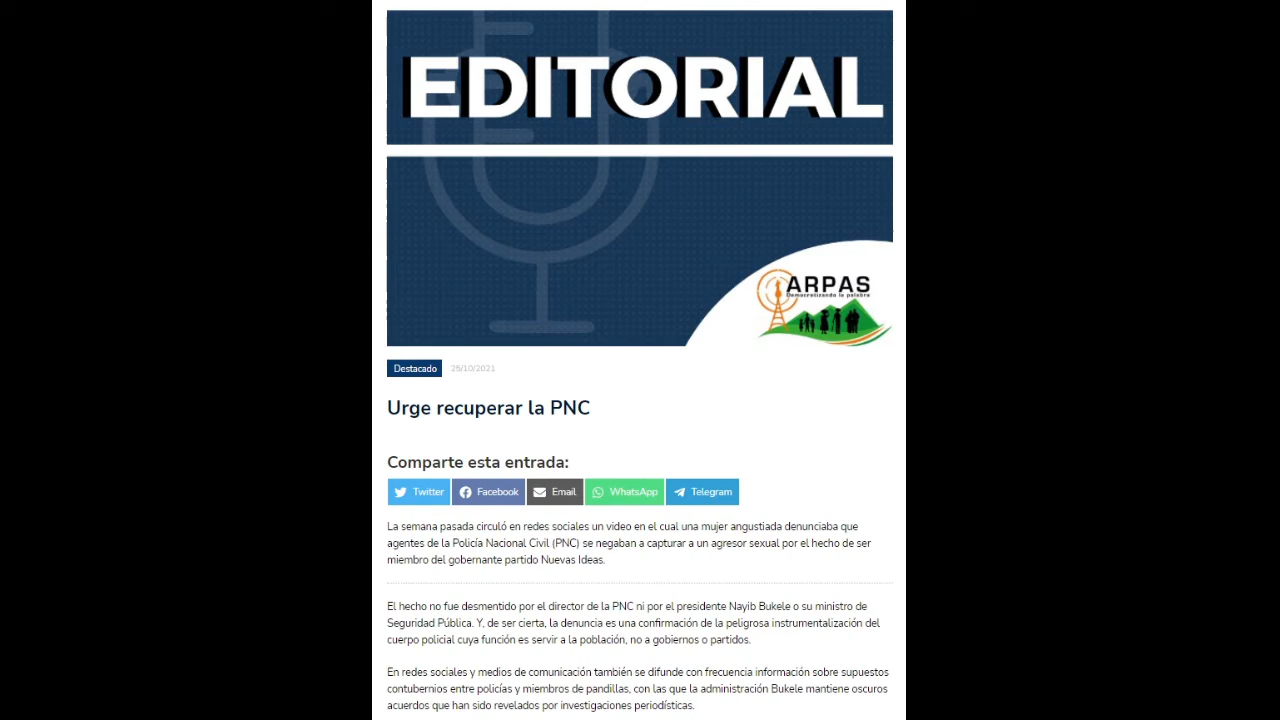 EDITORIAL
ARPAS
Democratizando la palabra
Destacado 25/10/2021
Urge recuperar la PNC
Comparte esta entrada:
Twitter Facebook Email WhatsApp Telegram
La semana pasada circuló en redes sociales un video en el cual una mujer angustiada denunciaba que
agentes de la Policía Nacional Civil (PNC) se negaban a capturar a un agresor sexual por el hecho de ser
miembro del gobernante partido Nuevas Ideas.
El hecho no fue desmentido por el director de la PNC ni por el presidente Nayib Bukele o su ministro de
Seguridad Pública. Y, de ser cierta, la denuncia es una confirmación de la peligrosa instrumentalización del
cuerpo policial cuya función es servir a la población, no a gobiernos o partidos.
En redes sociales y medios de comunicación también se difunde con frecuencia información sobre supuestos
contubernios entre policías y miembros de pandillas, con las que la administración Bukele mantiene oscuros
acuerdos que han sido revelados por investigaciones periodísticas.